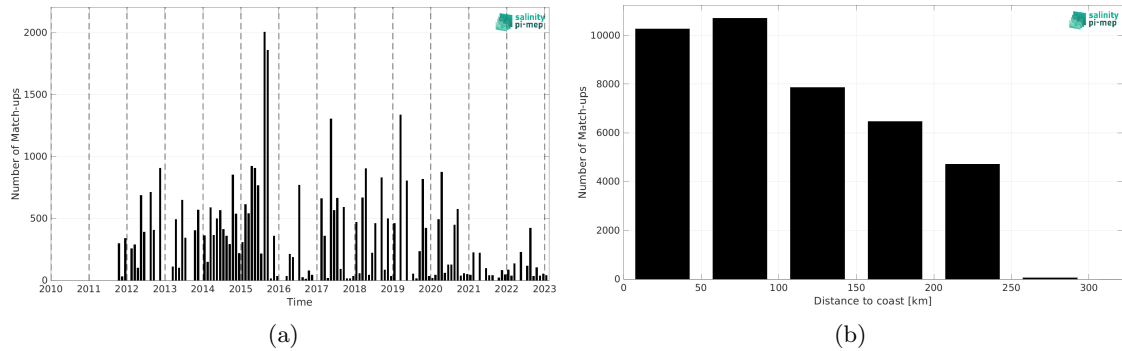 salinity
pi-mep
2000
1500
1000
500
0
Number of Match-ups
2010 2011 2012 2013 2014 2015 2016 2017 2018 2019 2020 2021 2022 2023
Time
(a)
salinity
pi-mep
10000
8000
6000
4000
2000
0
Number of Match-ups
0 50 100 150 200 250 300
Distance to coast [km]
(b)